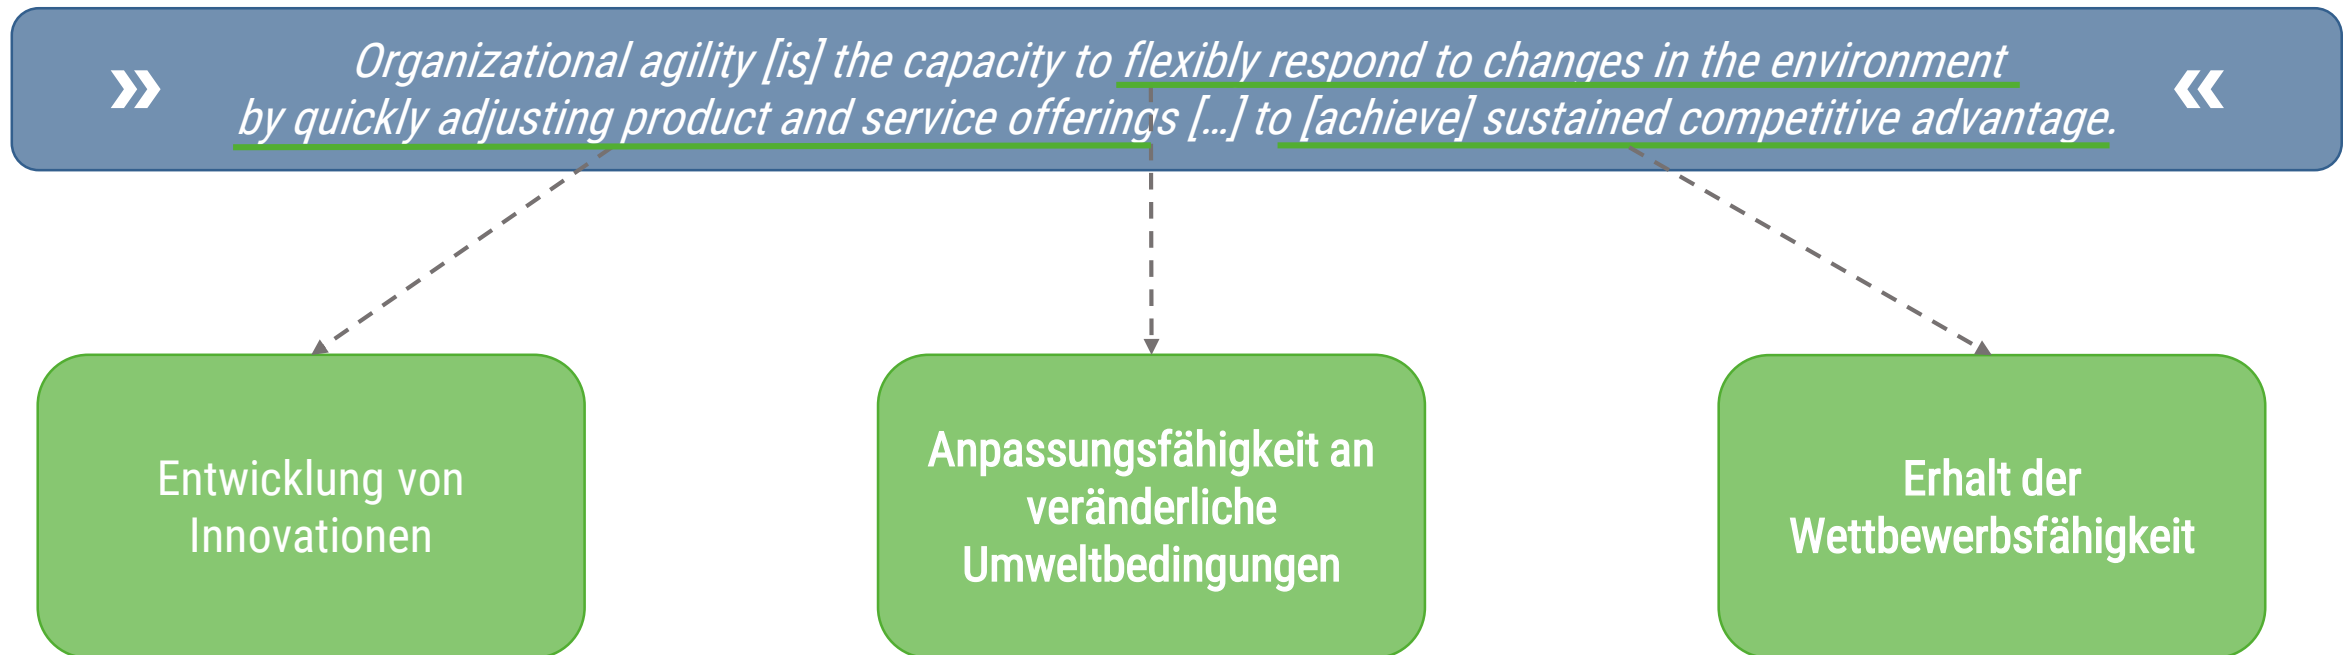 » Organizational agility [is] the capacity to flexibly respond to changes in the environment «
by quickly adjusting product and service offerings […] to [achieve] sustained competitive advantage.
Entwicklung von
Innovationen
Anpassungsfähigkeit an
veränderliche
Umweltbedingungen
Erhalt der
Wettbewerbsfähigkeit